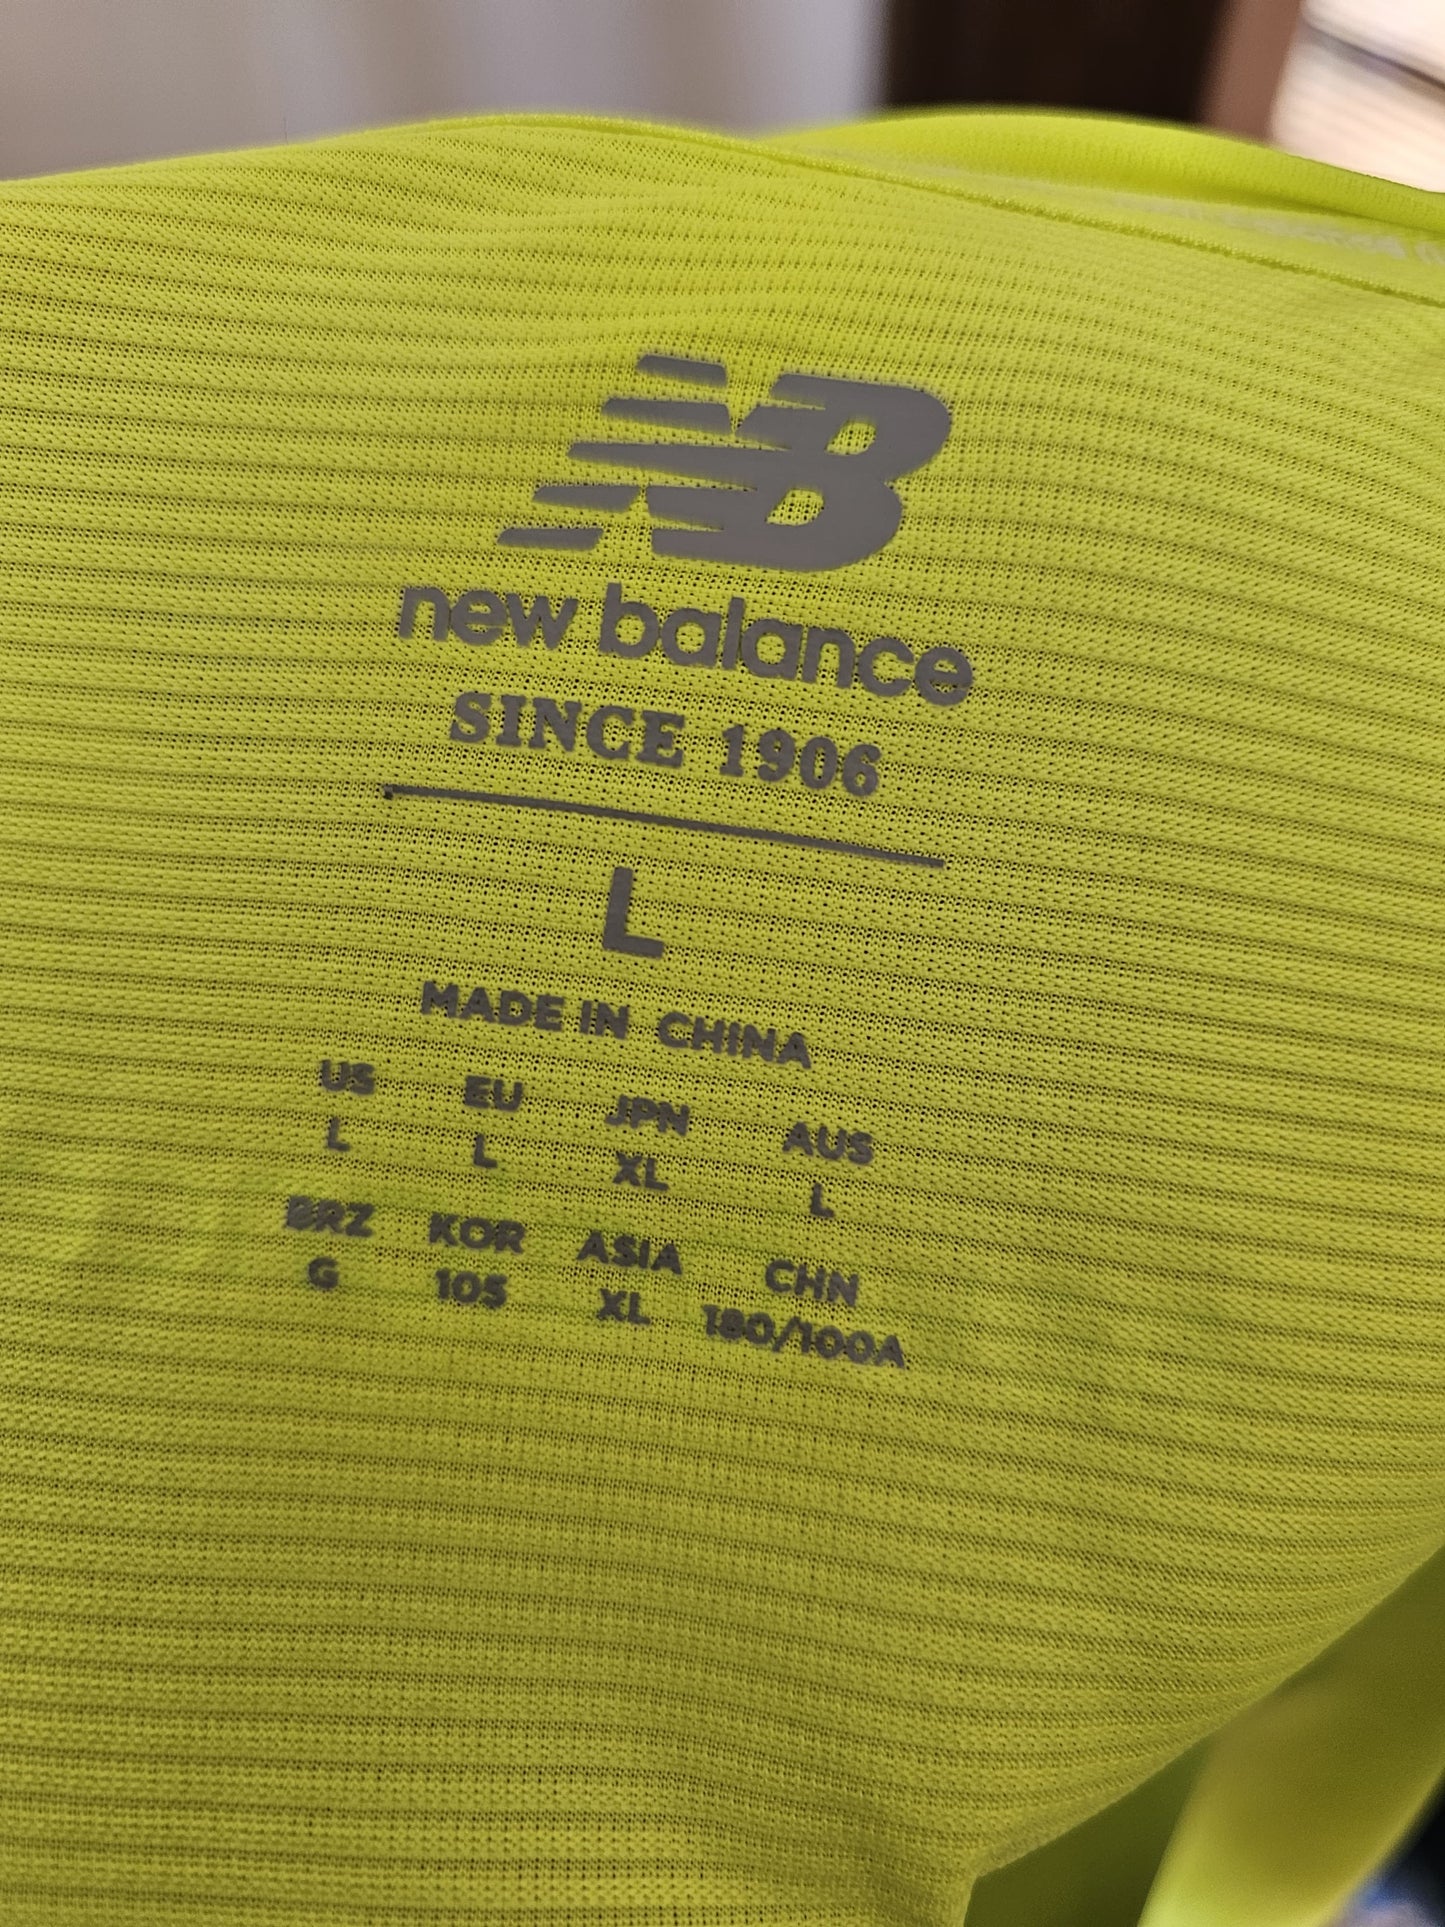 NB
new balance
SINCE 1906
L
MADE IN CHINA
US EU JPN AUS
L L XL L
BRZ KOR ASIA CHN
G 105 XL 180/100A